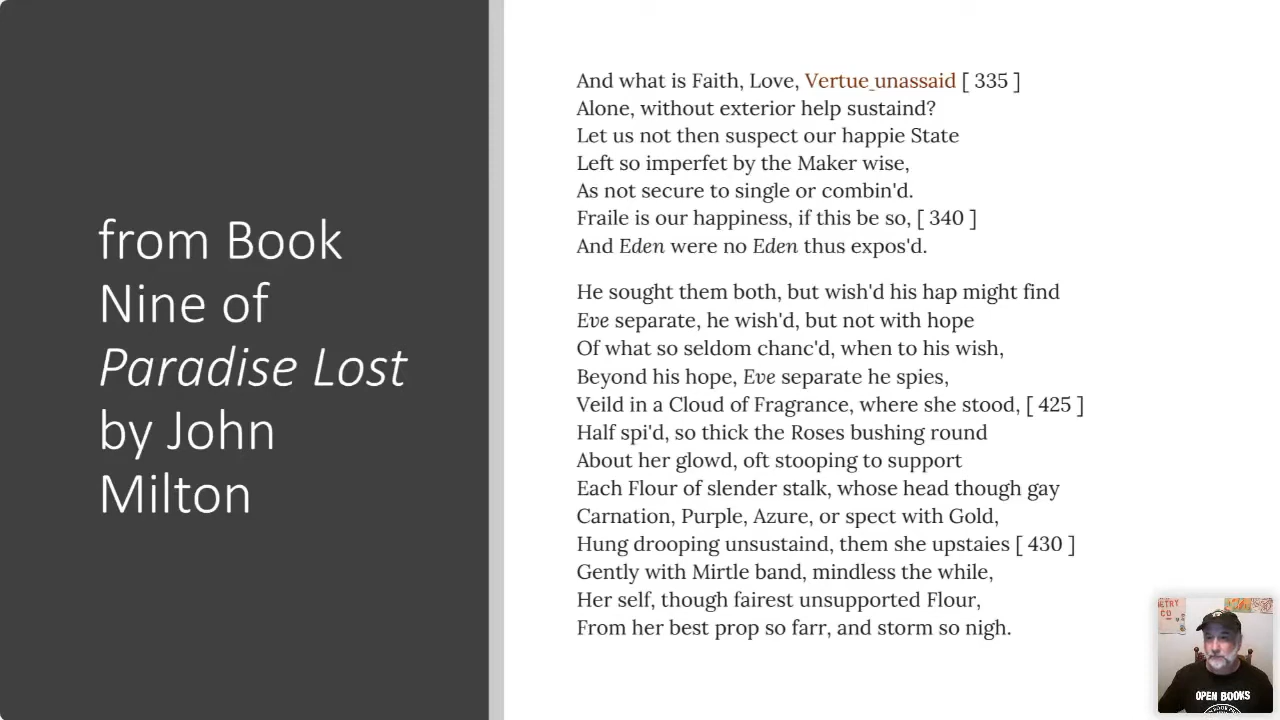 from Book
Nine of
Paradise Lost
by John
Milton
And what is Faith, Love, Vertue unassaid [ 335 ]
Alone, without exterior help sustaind?
Let us not then suspect our happie State
Left so imperfet by the Maker wise,
As not secure to single or combin'd.
Fraile is our happiness, if this be so, [ 340 ]
And Eden were no Eden thus expos'd.
He sought them both, but wish'd his hap might find
Eve separate, he wish'd, but not with hope
Of what so seldom chanc'd, when to his wish,
Beyond his hope, Eve separate he spies,
Veild in a Cloud of Fragrance, where she stood, [ 425 ]
Half spi'd, so thick the Roses bushing round
About her glowd, oft stooping to support
Each Flour of slender stalk, whose head though gay
Carnation, Purple, Azure, or spect with Gold,
Hung drooping unsustaind, them she upstaies [ 430 ]
Gently with Mirtle band, mindless the while,
Her self, though fairest unsupported Flour,
From her best prop so farr, and storm so nigh.
OPEN BOOKS